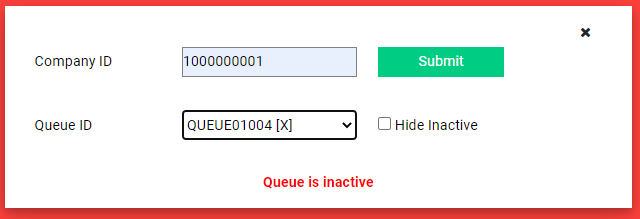 ✖
Company ID 1000000001 Submit
Queue ID QUEUE01004 [X] Hide Inactive
Queue is inactive